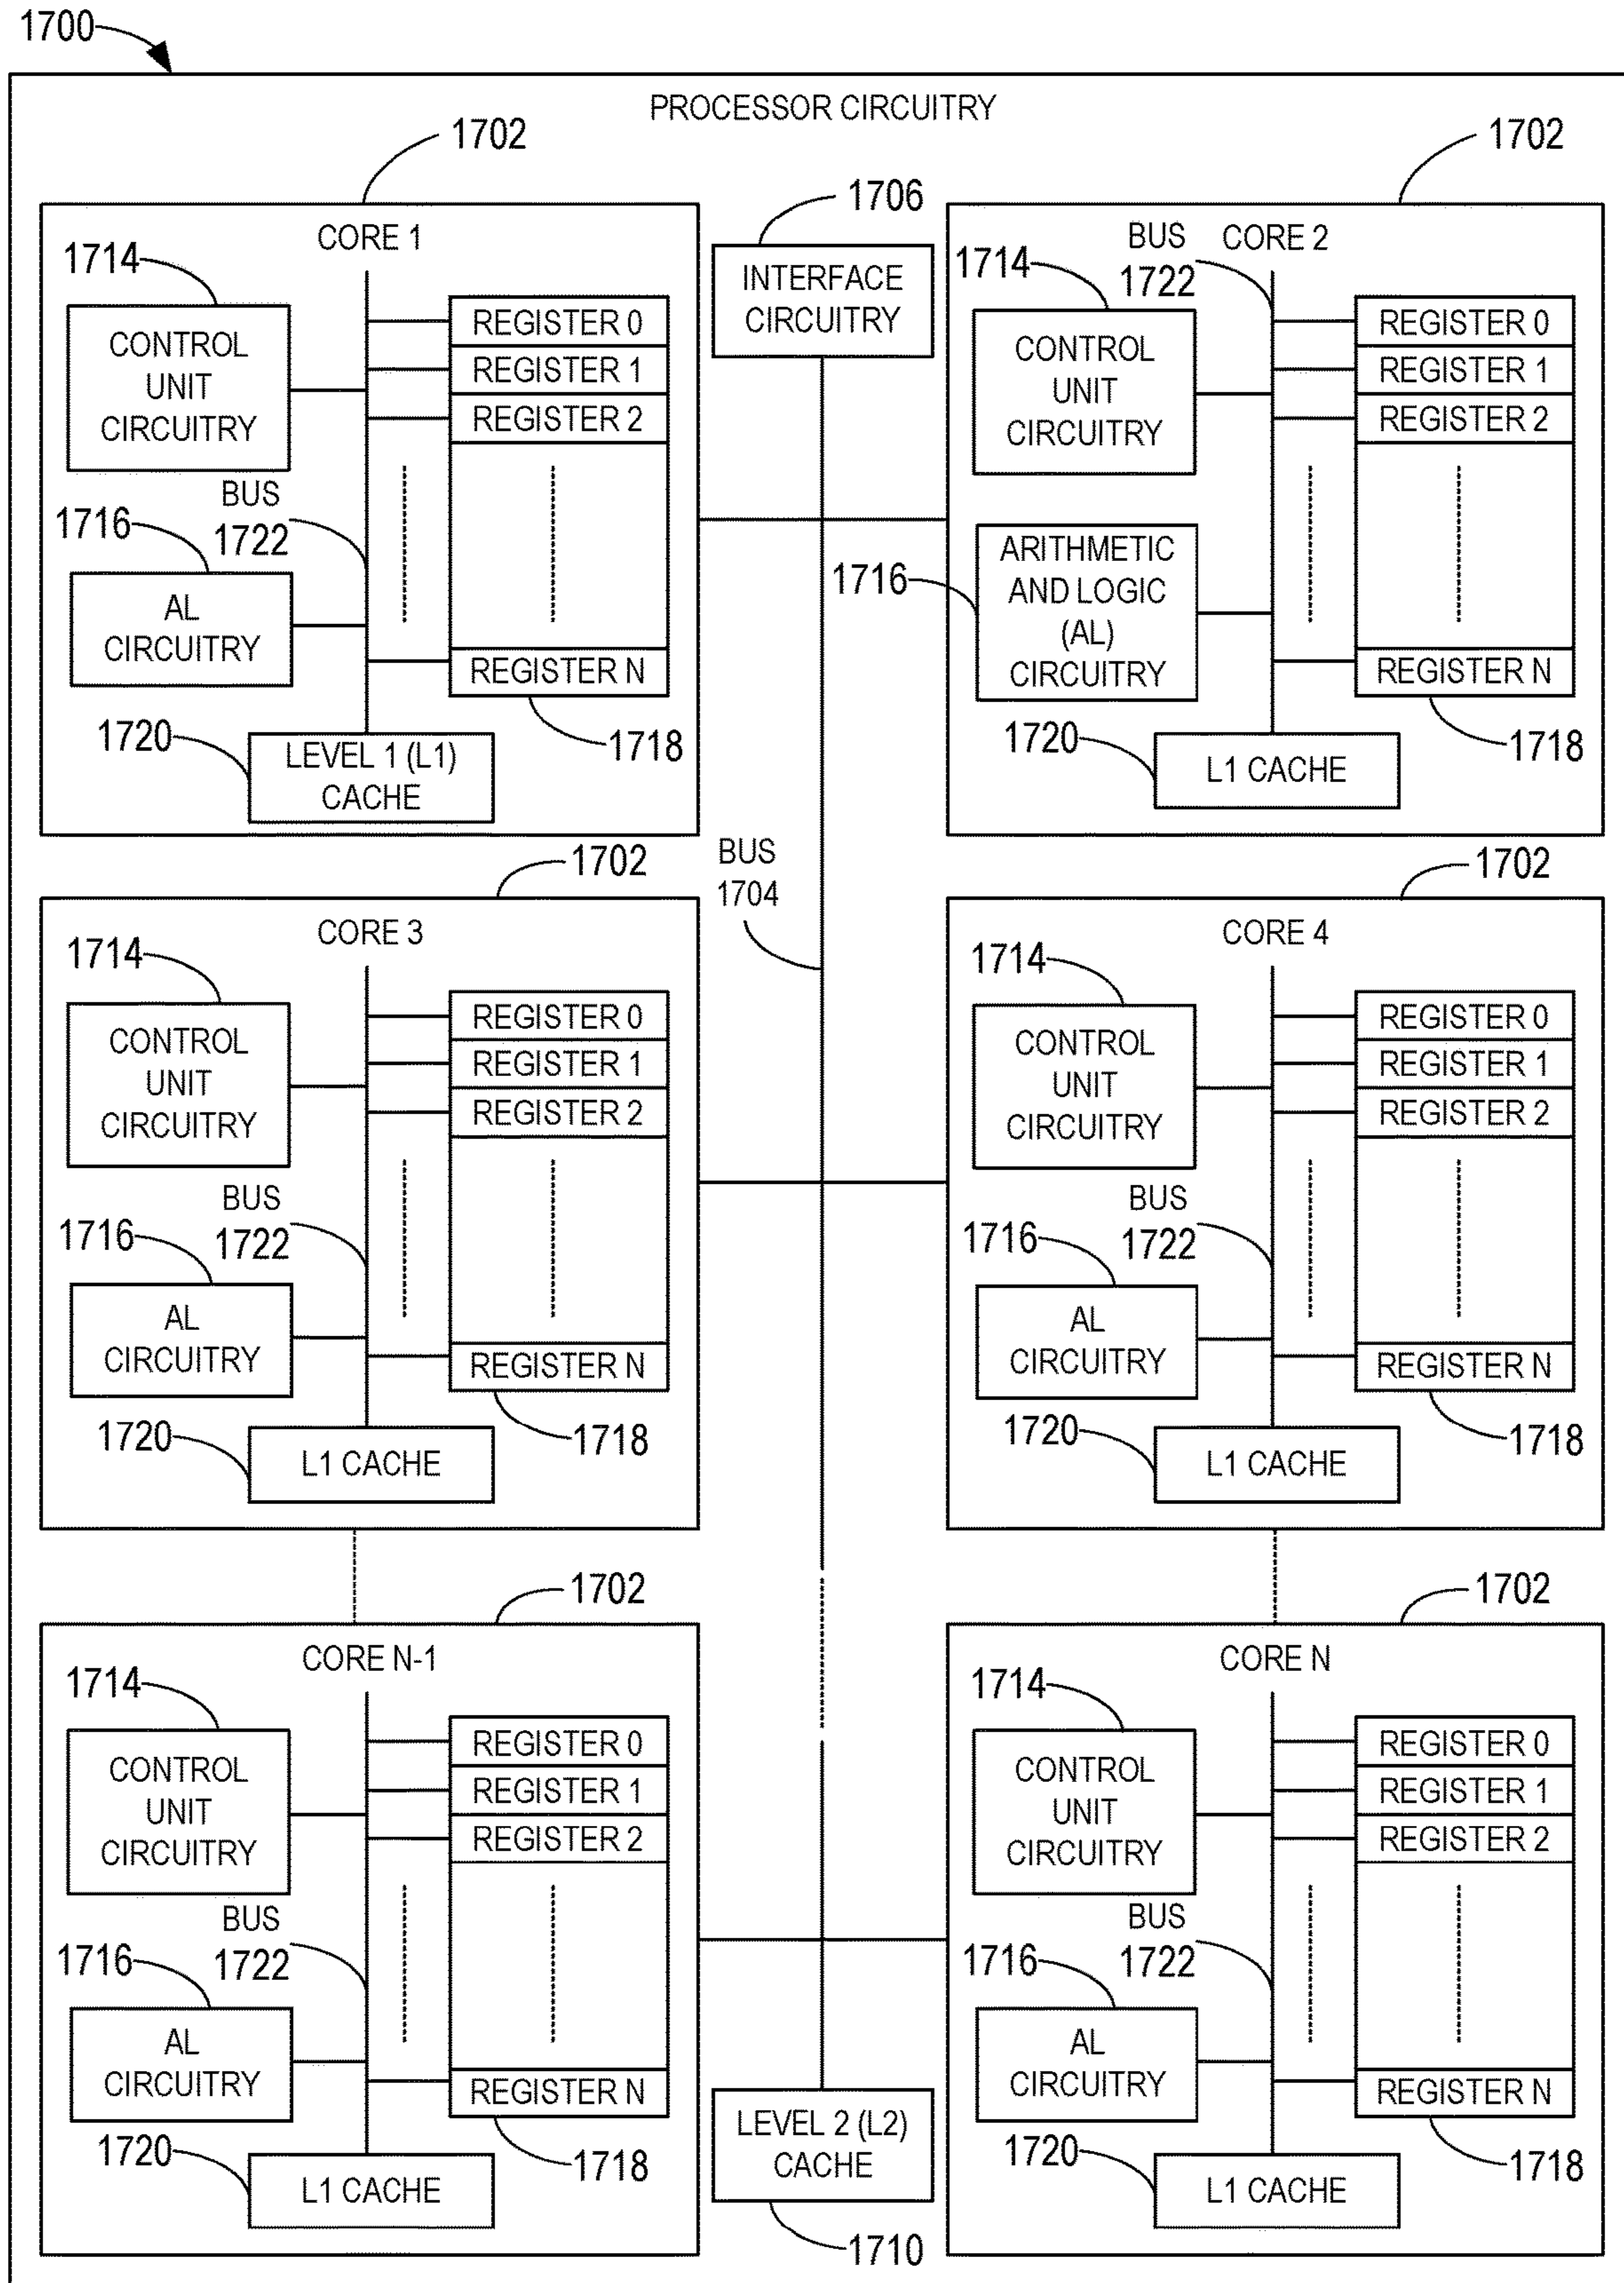 1700
PROCESSOR CIRCUITRY
1702
CORE 1
1714
CONTROL
UNIT
CIRCUITRY
REGISTER 0
REGISTER 1
REGISTER 2
BUS
1722
1716
AL
CIRCUITRY
REGISTER N
1718
1720
LEVEL 1 (L1)
CACHE
1706
INTERFACE
CIRCUITRY
1702
BUS
1722
CORE 2
1714
CONTROL
UNIT
CIRCUITRY
REGISTER 0
REGISTER 1
REGISTER 2
1716
ARITHMETIC
AND LOGIC
(AL)
CIRCUITRY
REGISTER N
1718
1720
L1 CACHE
BUS
1704
1702
CORE 3
1714
CONTROL
UNIT
CIRCUITRY
REGISTER 0
REGISTER 1
REGISTER 2
BUS
1722
1716
AL
CIRCUITRY
REGISTER N
1718
1720
L1 CACHE
1702
CORE 4
1714
CONTROL
UNIT
CIRCUITRY
REGISTER 0
REGISTER 1
REGISTER 2
BUS
1722
1716
AL
CIRCUITRY
REGISTER N
1718
1720
L1 CACHE
1702
CORE N-1
1714
CONTROL
UNIT
CIRCUITRY
REGISTER 0
REGISTER 1
REGISTER 2
BUS
1722
1716
AL
CIRCUITRY
REGISTER N
1718
1720
L1 CACHE
LEVEL 2 (L2)
CACHE
1710
1702
CORE N
1714
CONTROL
UNIT
CIRCUITRY
REGISTER 0
REGISTER 1
REGISTER 2
BUS
1722
1716
AL
CIRCUITRY
REGISTER N
1718
1720
L1 CACHE